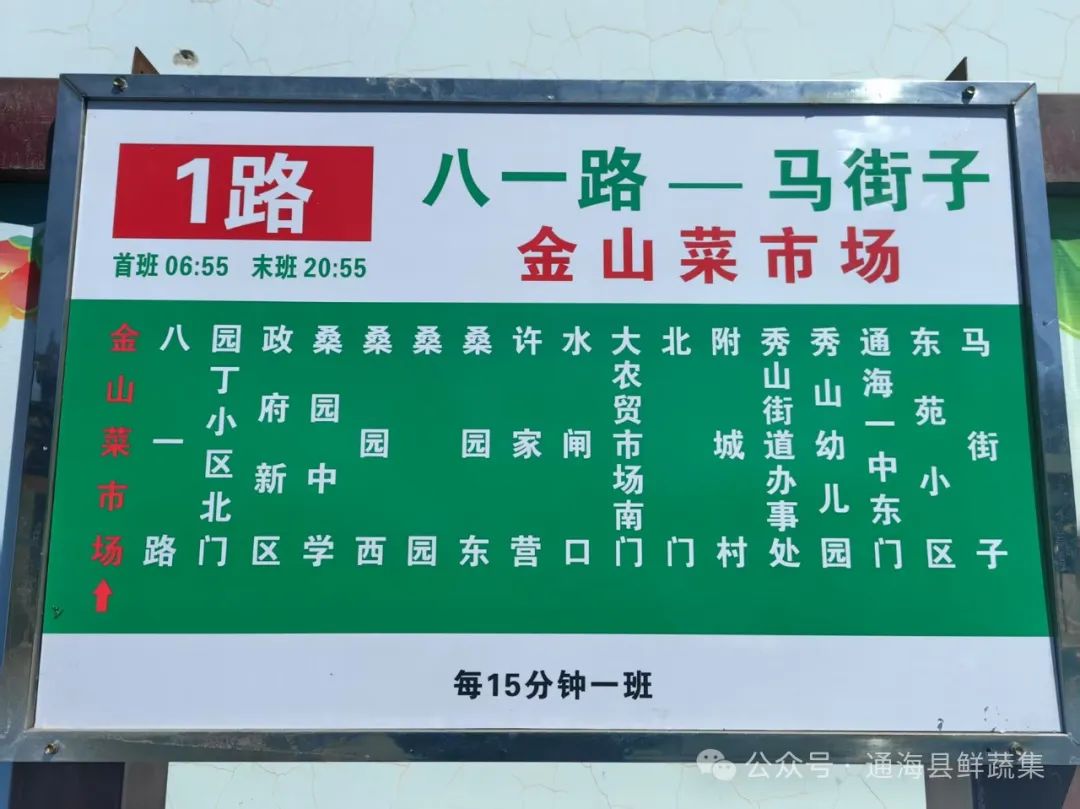 1路
首班 06:55 末班 20:55
八一路 — 马街子
金山菜市场
金山菜市场
八一路
园丁小区北门
政府新区
桑园中学
桑园西
桑园
桑园东
许家营
水闸口
大农贸市场南门
北门
附城村
秀山街道办事处
秀山幼儿园
通海一中东门
东苑小区
马街子
每15分钟一班
公众号·通海县鲜蔬集